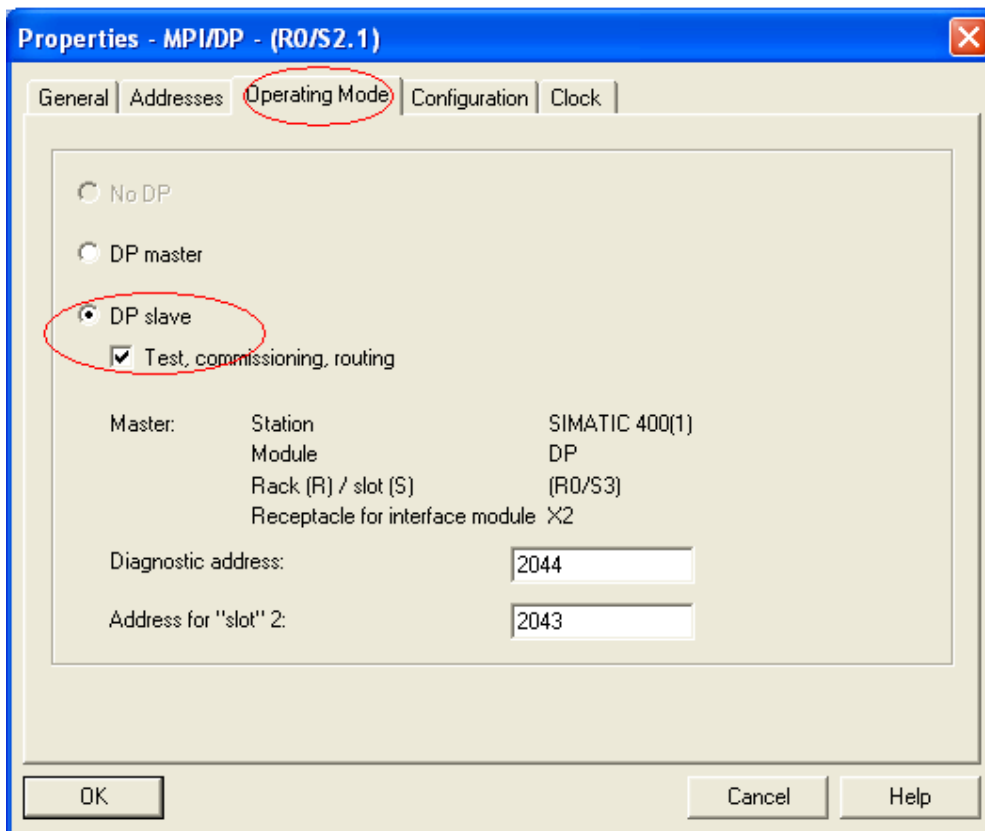 Properties - MPI/DP - (R0/S2.1)
General Addresses Operating Mode Configuration Clock
No DP
DP master
DP slave
Test, commissioning, routing
Master: Station SIMATIC 400(1)
Module DP
Rack (R) / slot (S) (R0/S3)
Receptacle for interface module X2
Diagnostic address: 2044
Address for "slot" 2: 2043
OK Cancel Help